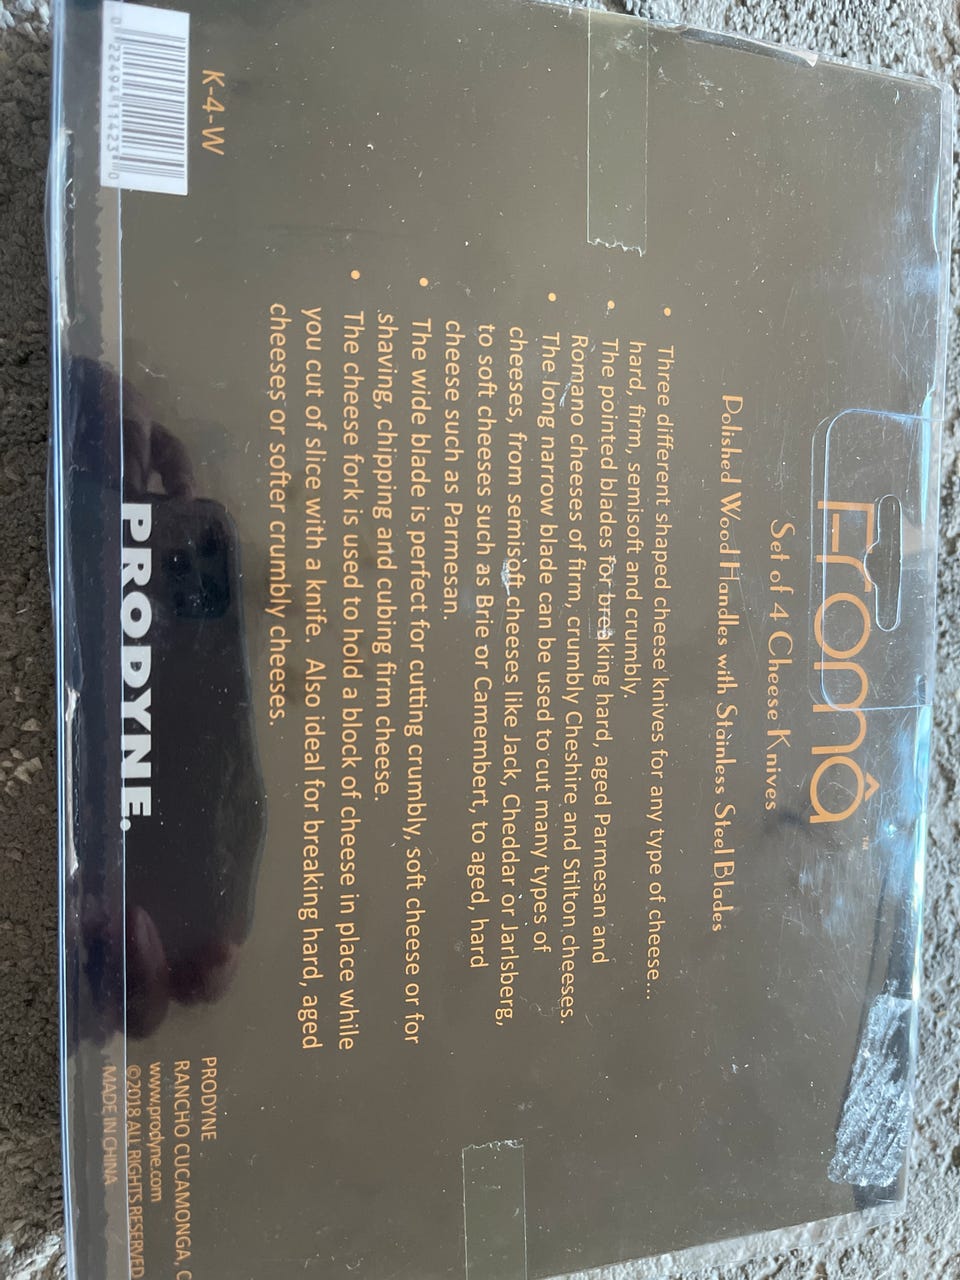 Fromâ™
Set of 4 Cheese Knives
Polished Wood Handles with Stainless Steel Blades
• Three different shaped cheese knives for any type of cheese...
hard, firm, semisoft and crumbly.
• The pointed blades for breaking hard, aged Parmesan and
Romano cheeses of firm, crumbly Cheshire and Stilton cheeses.
• The long narrow blade can be used to cut many types of
cheeses, from semisoft cheeses like Jack, Cheddar or Jarlsberg,
to soft cheeses such as Brie or Camembert, to aged, hard
cheese such as Parmesan.
• The wide blade is perfect for cutting crumbly, soft cheese or for
shaving, chipping and cubing firm cheese.
• The cheese fork is used to hold a block of cheese in place while
you cut of slice with a knife. Also ideal for breaking hard, aged
cheeses or softer crumbly cheeses.
K-4-W
0 22494 11423 0
PRODYNE.
PRODYNE
RANCHO CUCAMONGA, C
www.prodyne.com
©2018 ALL RIGHTS RESERVED
MADE IN CHINA